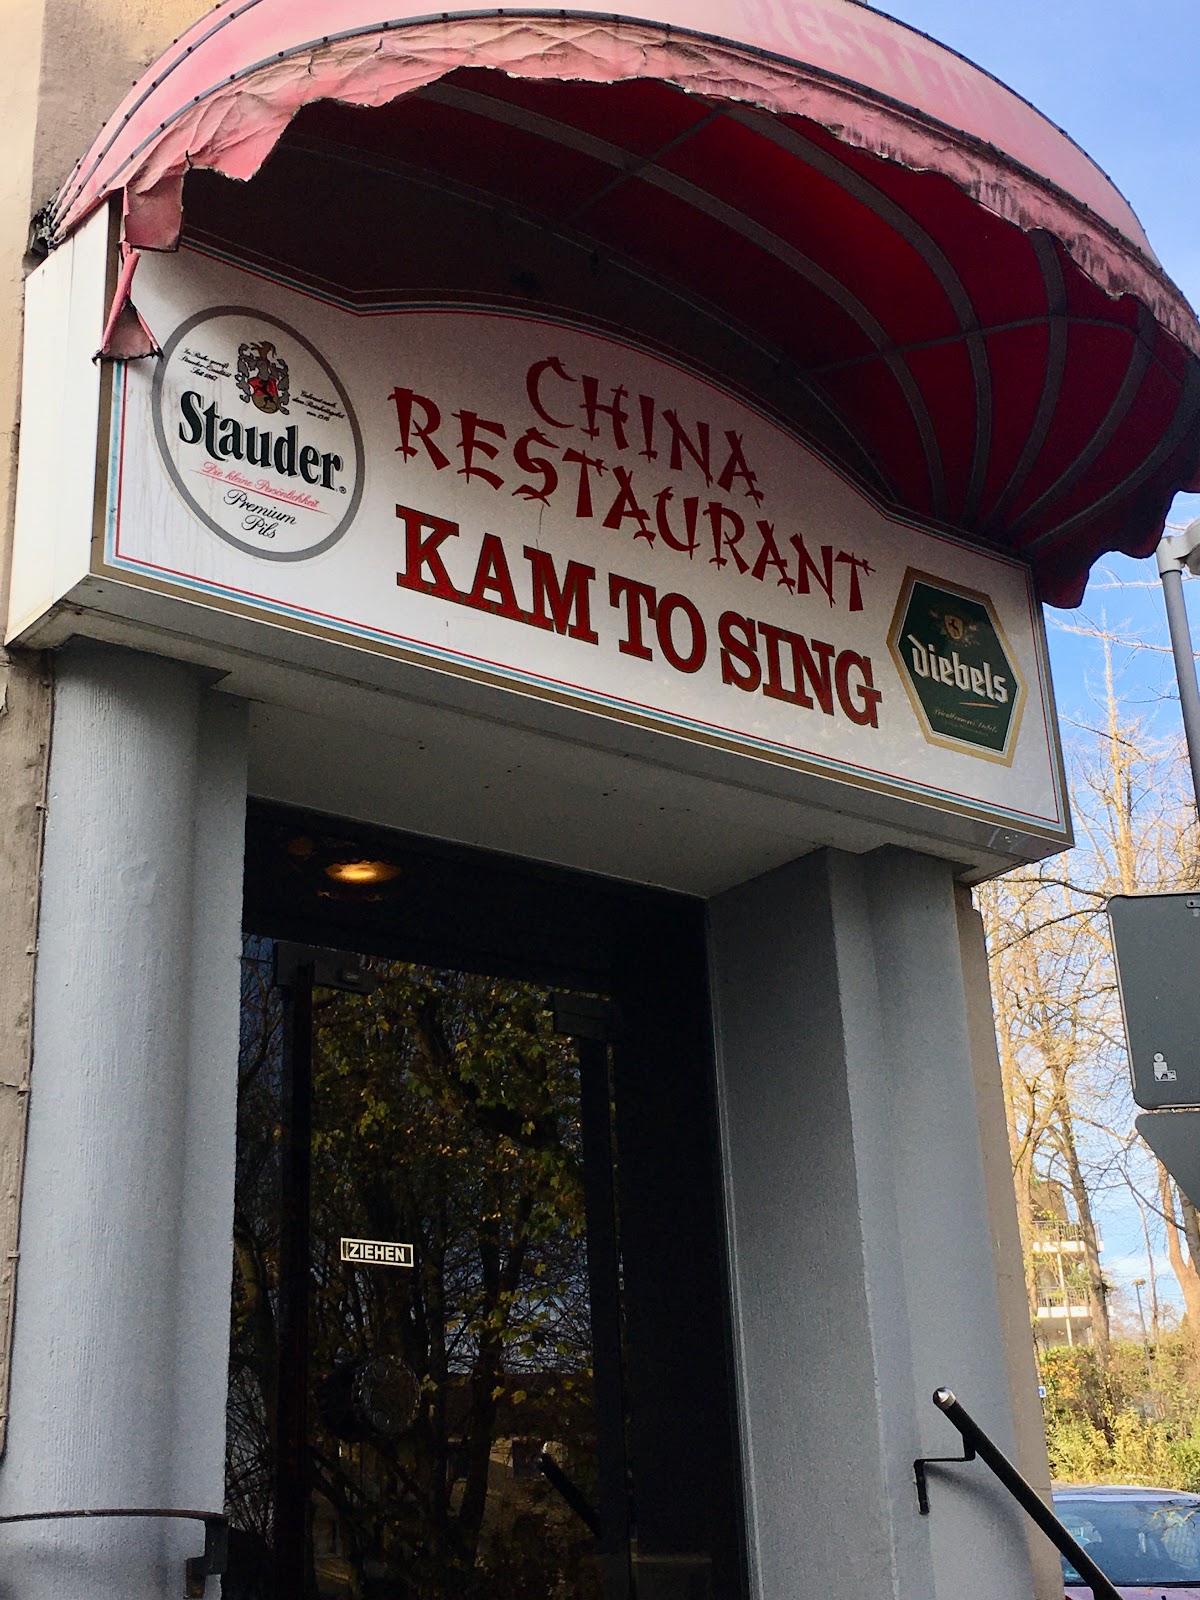 Stauder
Die kleine Persönlichkeit
Premium
Pils
CHINA
RESTAURANT
KAM TO SING
Diebels
ZIEHEN